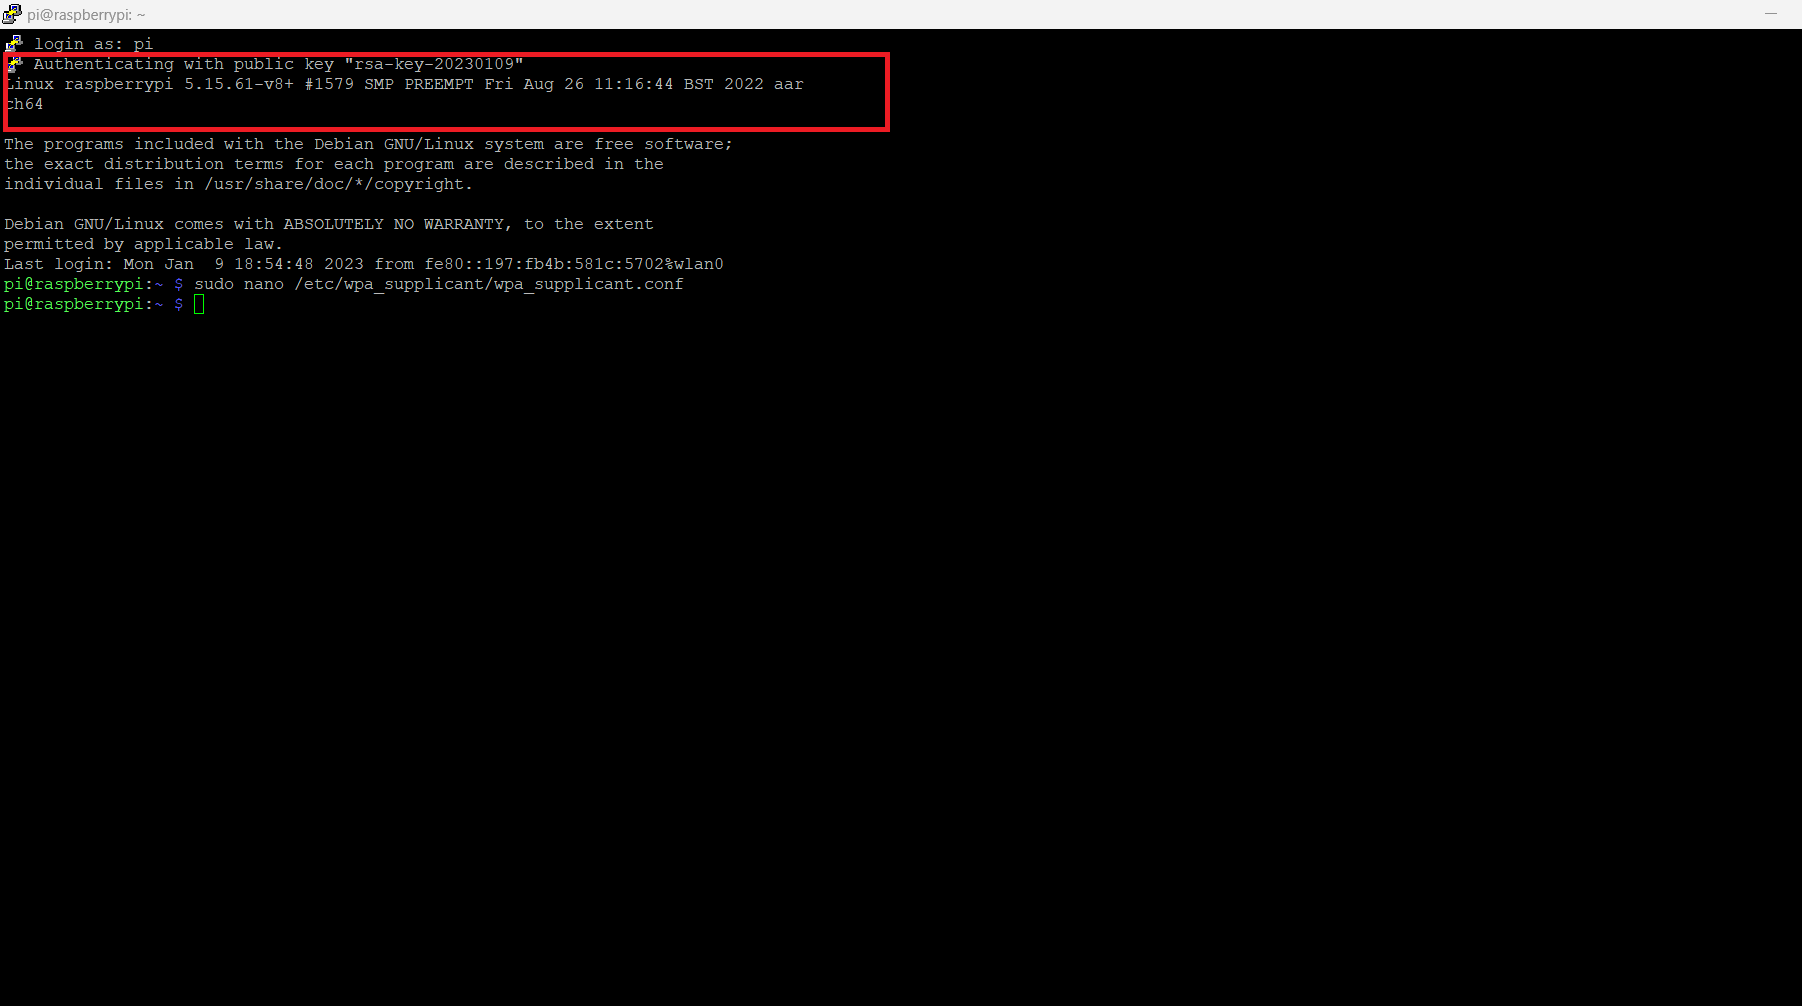 pi@raspberrypi: ~
login as: pi
Authenticating with public key "rsa-key-20230109"
Linux raspberrypi 5.15.61-v8+ #1579 SMP PREEMPT Fri Aug 26 11:16:44 BST 2022 aar
ch64
The programs included with the Debian GNU/Linux system are free software;
the exact distribution terms for each program are described in the
individual files in /usr/share/doc/*/copyright.
Debian GNU/Linux comes with ABSOLUTELY NO WARRANTY, to the extent
permitted by applicable law.
Last login: Mon Jan  9 18:54:48 2023 from fe80::197:fb4b:581c:5702%wlan0
pi@raspberrypi:~ $ sudo nano /etc/wpa_supplicant/wpa_supplicant.conf
pi@raspberrypi:~ $